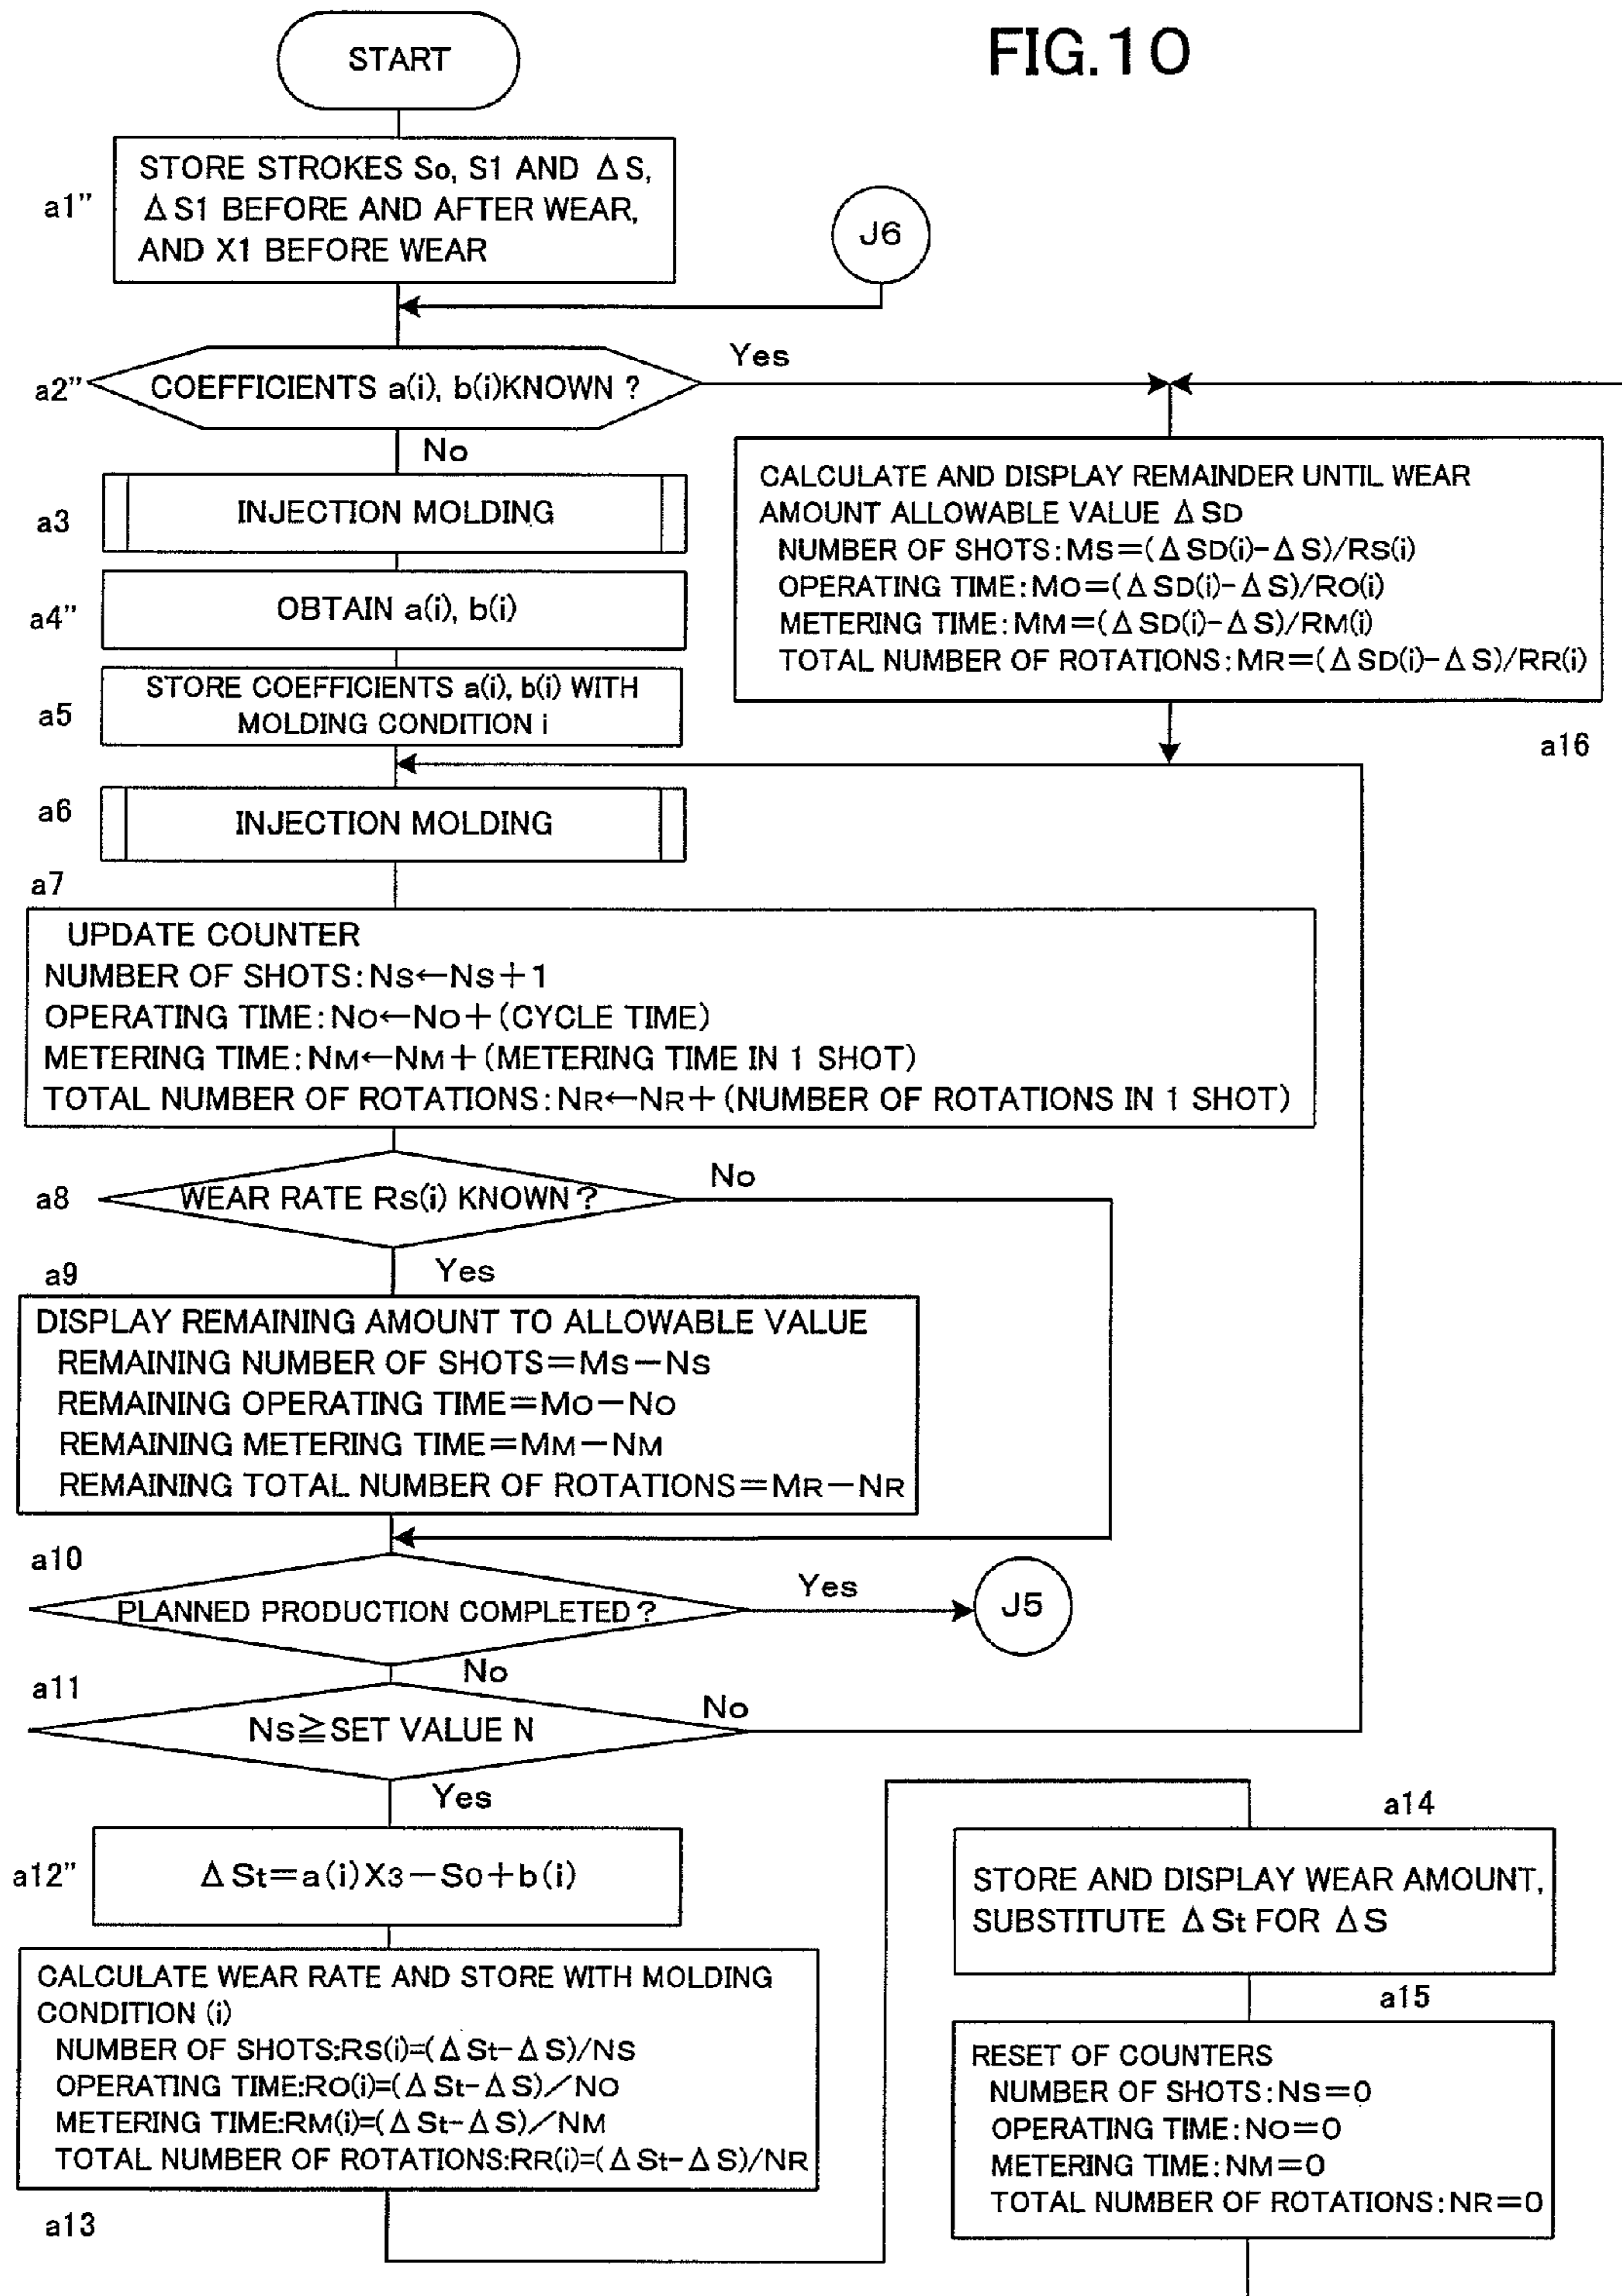 FIG.10
START
a1”
STORE STROKES So, S1 AND ΔS,
ΔS1 BEFORE AND AFTER WEAR,
AND X1 BEFORE WEAR
J6
a2”
COEFFICIENTS a(i), b(i)KNOWN ?
Yes
No
a3
INJECTION MOLDING
a4”
OBTAIN a(i), b(i)
a5
STORE COEFFICIENTS a(i), b(i) WITH
MOLDING CONDITION i
CALCULATE AND DISPLAY REMAINDER UNTIL WEAR
AMOUNT ALLOWABLE VALUE ΔSD
NUMBER OF SHOTS:MS=(ΔSD(i)-ΔS)/RS(i)
OPERATING TIME:MO=(ΔSD(i)-ΔS)/RO(i)
METERING TIME:MM=(ΔSD(i)-ΔS)/RM(i)
TOTAL NUMBER OF ROTATIONS:MR=(ΔSD(i)-ΔS)/RR(i)
a16
a6
INJECTION MOLDING
a7
UPDATE COUNTER
NUMBER OF SHOTS:NS←NS+1
OPERATING TIME:NO←NO+(CYCLE TIME)
METERING TIME:NM←NM+(METERING TIME IN 1 SHOT)
TOTAL NUMBER OF ROTATIONS:NR←NR+(NUMBER OF ROTATIONS IN 1 SHOT)
a8
WEAR RATE Rs(i) KNOWN?
No
Yes
a9
DISPLAY REMAINING AMOUNT TO ALLOWABLE VALUE
REMAINING NUMBER OF SHOTS=MS-NS
REMAINING OPERATING TIME=MO-NO
REMAINING METERING TIME=MM-NM
REMAINING TOTAL NUMBER OF ROTATIONS=MR-NR
a10
PLANNED PRODUCTION COMPLETED?
Yes
J5
No
a11
NS≧SET VALUE N
No
Yes
a12”
ΔSt=a(i)X3-S0+b(i)
CALCULATE WEAR RATE AND STORE WITH MOLDING
CONDITION (i)
NUMBER OF SHOTS:RS(i)=(ΔSt-ΔS)/NS
OPERATING TIME:RO(i)=(ΔSt-ΔS)/NO
METERING TIME:RM(i)=(ΔSt-ΔS)/NM
TOTAL NUMBER OF ROTATIONS:RR(i)=(ΔSt-ΔS)/NR
a13
a14
STORE AND DISPLAY WEAR AMOUNT,
SUBSTITUTE ΔSt FOR ΔS
a15
RESET OF COUNTERS
NUMBER OF SHOTS:NS=0
OPERATING TIME:NO=0
METERING TIME:NM=0
TOTAL NUMBER OF ROTATIONS:NR=0